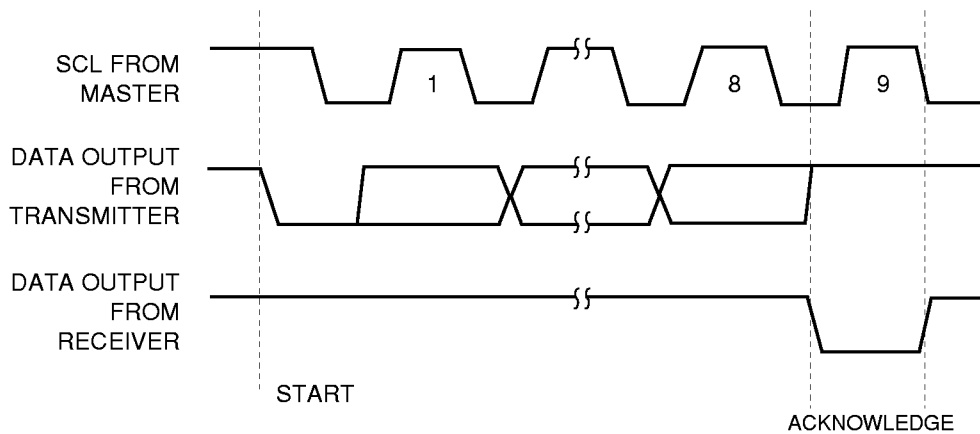 SCL FROM
MASTER
1
8
9
DATA OUTPUT
FROM
TRANSMITTER
DATA OUTPUT
FROM
RECEIVER
START
ACKNOWLEDGE